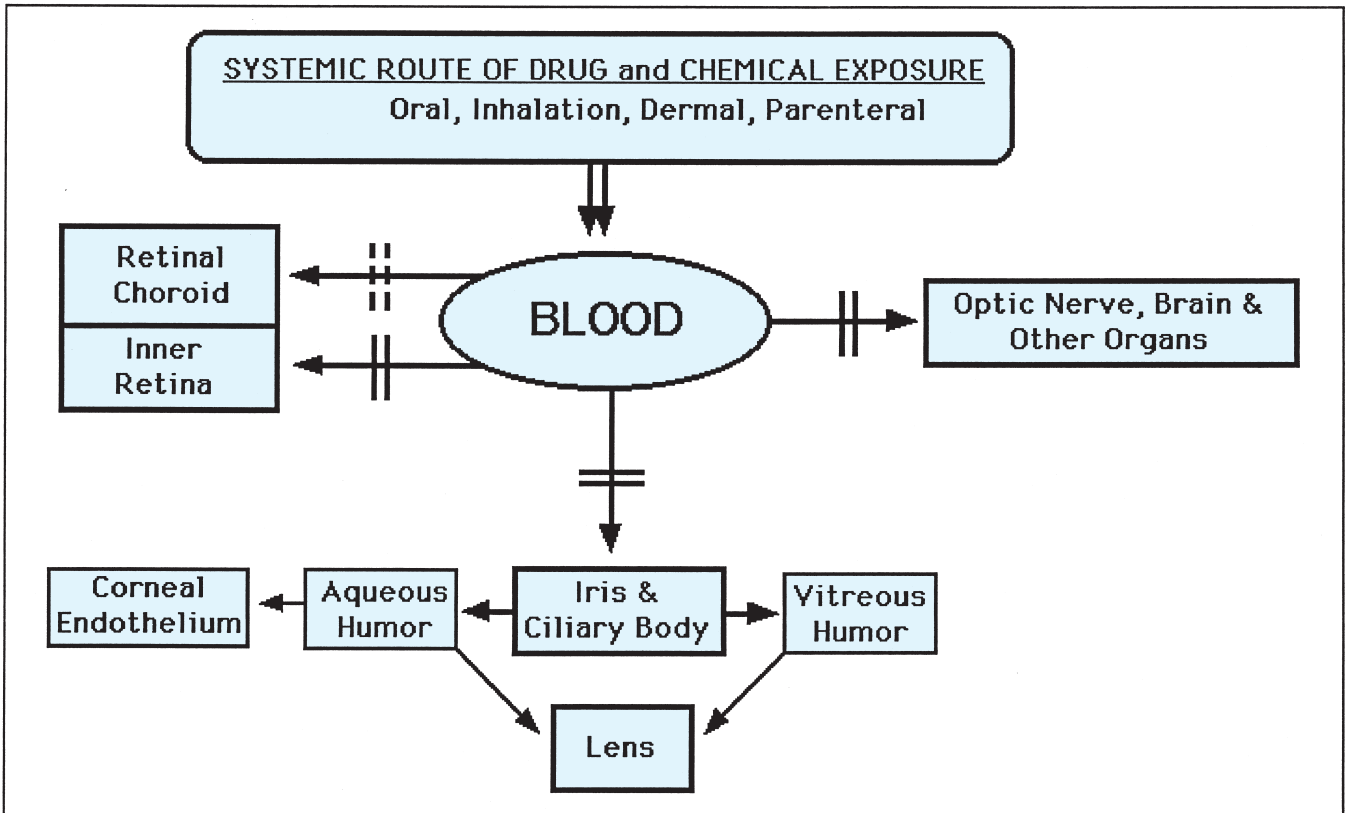 SYSTEMIC ROUTE OF DRUG and CHEMICAL EXPOSURE
Oral, Inhalation, Dermal, Parenteral
Retinal
Choroid
Inner
Retina
BLOOD
Optic Nerve, Brain &
Other Organs
Corneal
Endothelium
Aqueous
Humor
Iris &
Ciliary Body
Vitreous
Humor
Lens